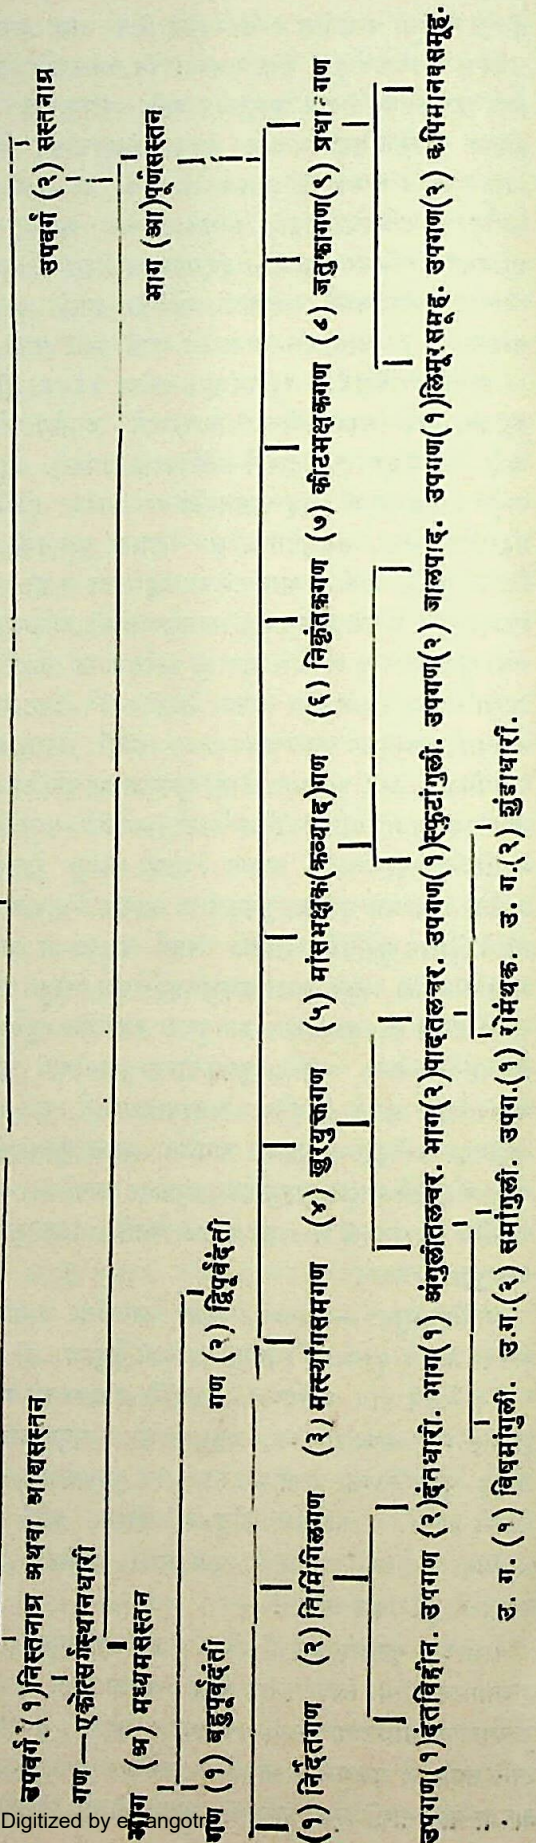 उपवर्ग (१)निस्तनाग्र अथवा आद्यसस्तन उपवर्ग (२) सस्तनाग्र
गण—एकोत्सर्गस्थानधारी
भाग (अ) मध्यमसस्तन भाग (आ)पूर्णसस्तन
गण (१) बहुपूर्वदंती गण (२) द्विपूर्वदंती
(१) निर्दंतगण (२) तिमिंगिलगण (३) मत्स्यांगसमगण (४) खुरयुक्तगण (५) मांसभक्षक(क्रव्याद)गण (६) निकृंतकगण (७) कीटभक्षकगण (८) जतुकागण(९) प्रधानगण
उपगण(१)दंतविहीन. उपगण (२)दंतधारी. भाग(१) अंगुलीतलचर. भाग(२)पादतलचर. उपगण(१)स्फुटांगुली. उपगण(२) जालपाद. उपगण(१)लिमुरसमूह. उपगण(२) कपिमानवसमूह.
उ. ग. (१) विषमांगुली. उ.ग.(२) समांगुली. उपग.(१) रोमंथक. उ. ग.(२) शुंडाधारी.
Digitized by eGangotri